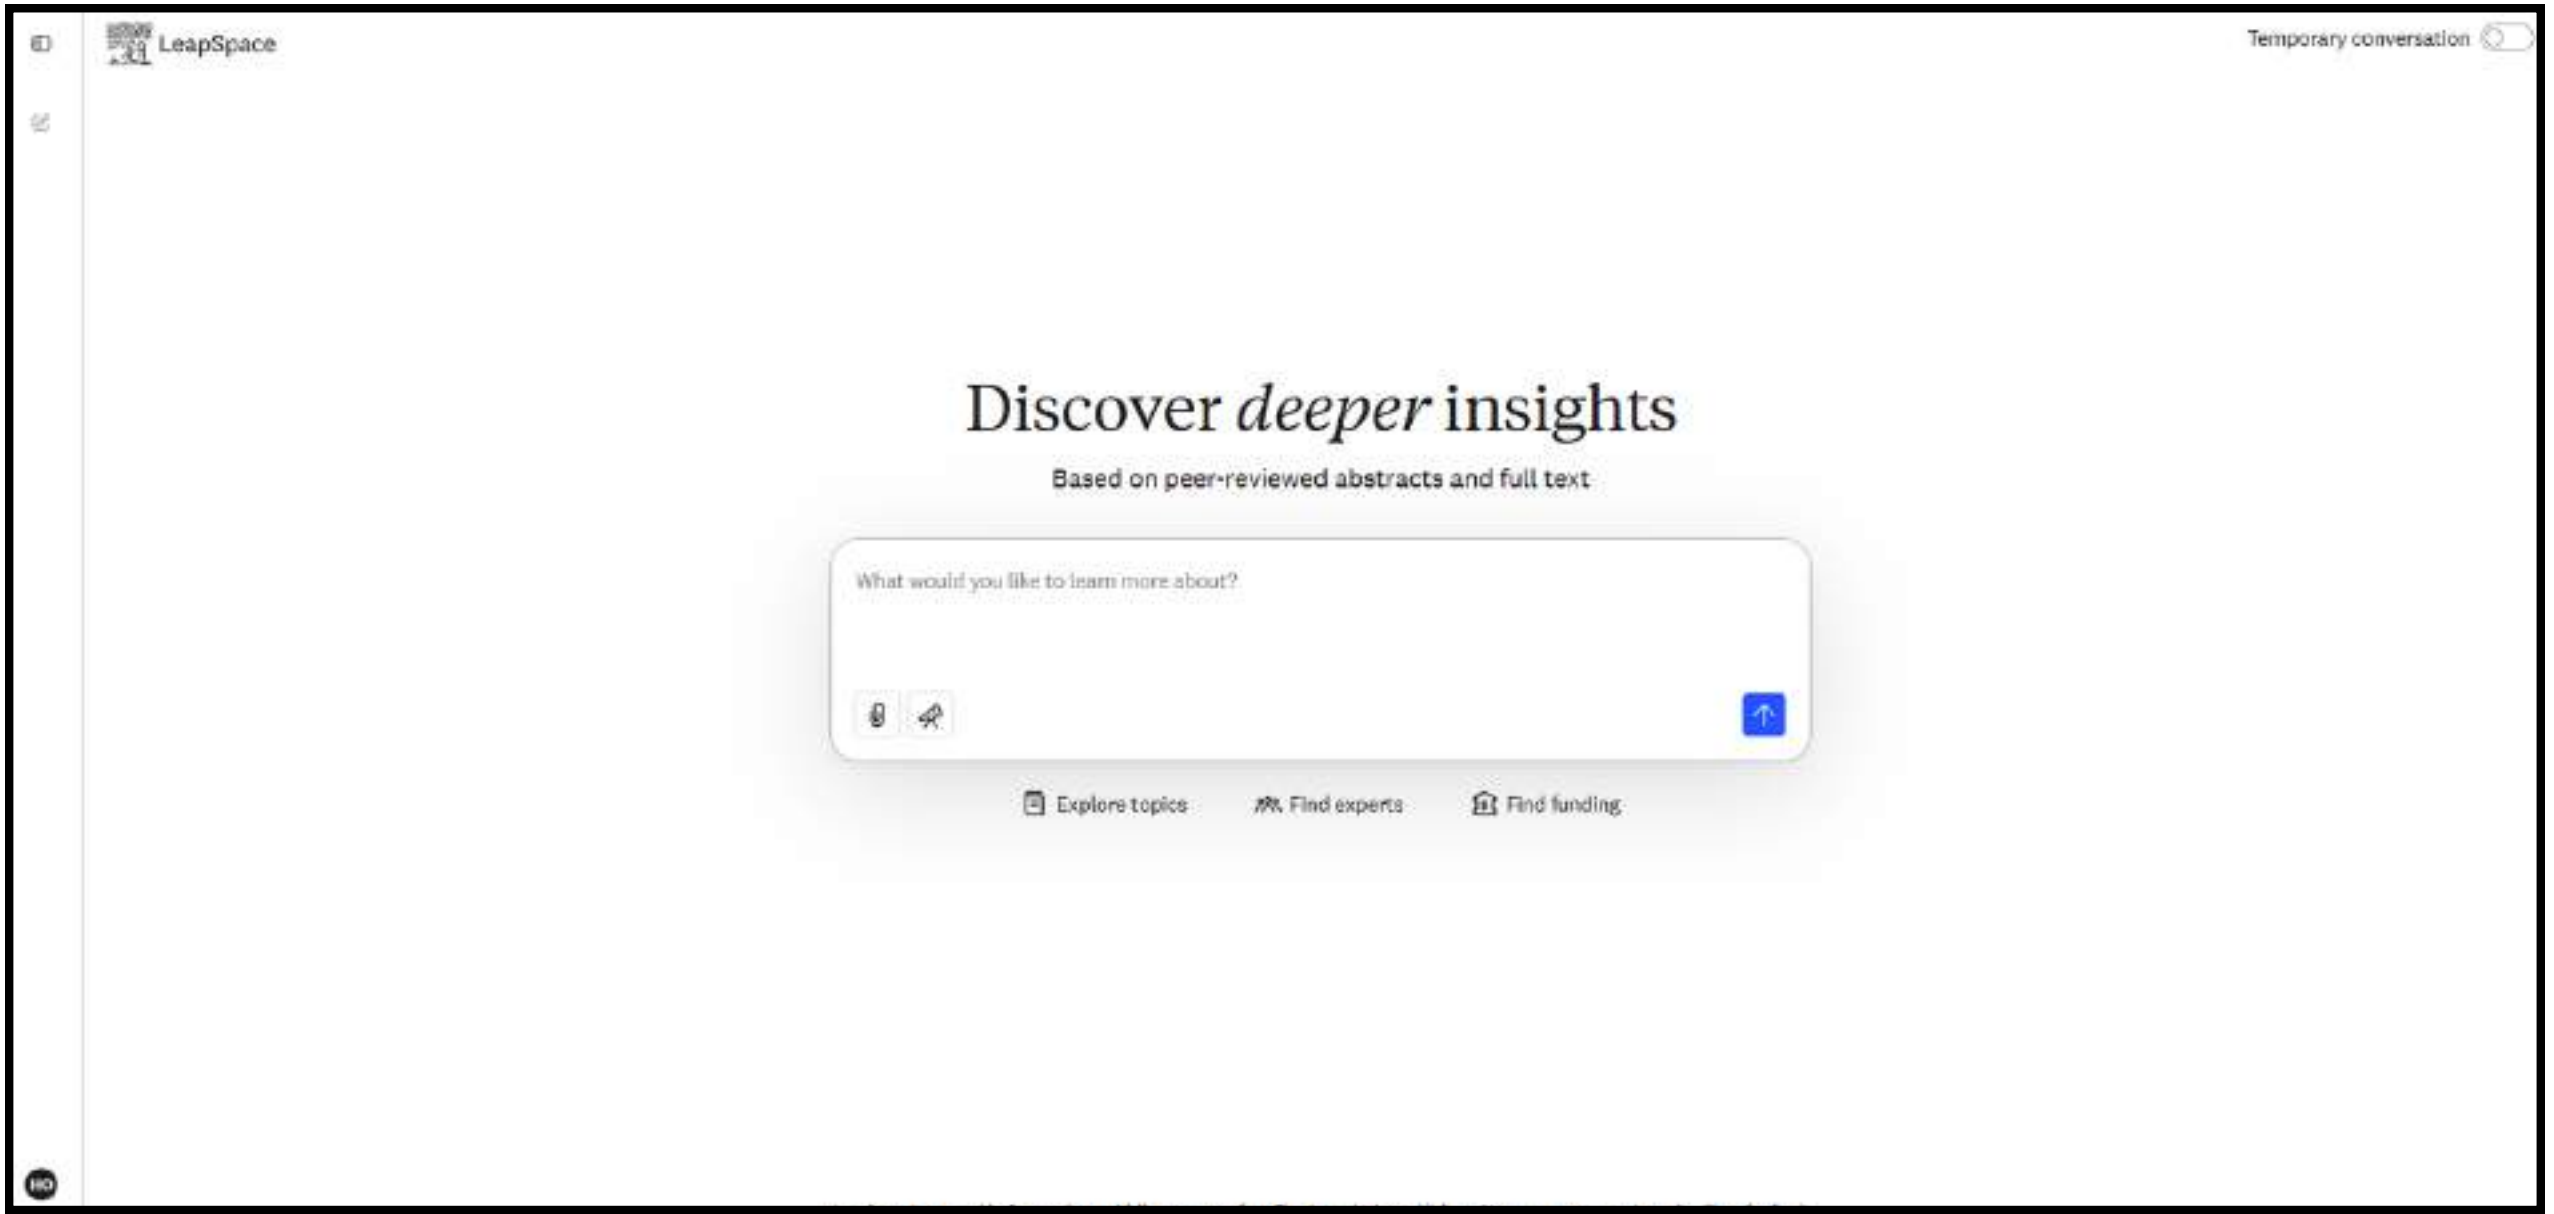 LeapSpace
Temporary conversation
Discover deeper insights
Based on peer-reviewed abstracts and full text
What would you like to learn more about?
Explore topics
Find experts
Find funding
HO